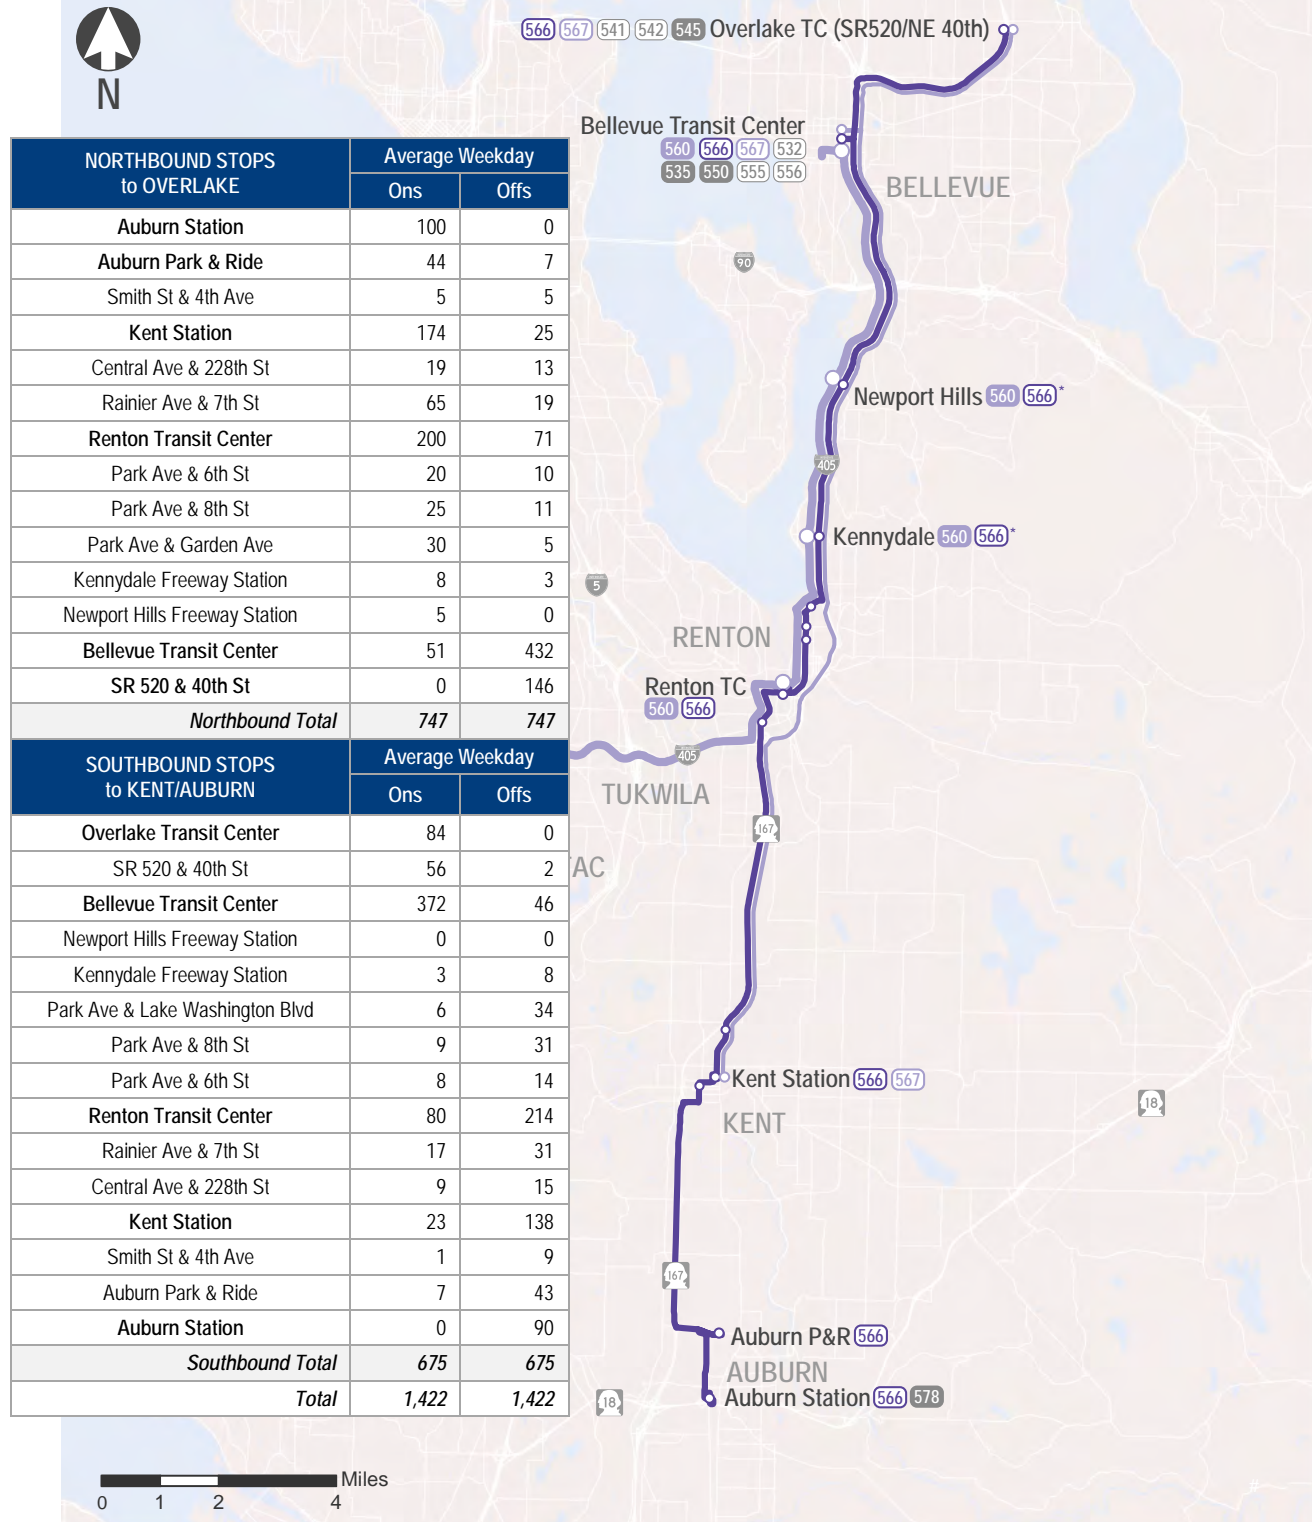 N
566 567 541 542 545 Overlake TC (SR520/NE 40th)
Bellevue Transit Center
560 566 567 532
535 550 555 556
BELLEVUE
90
Newport Hills 560 566*
405
Kennydale 560 566*
5
RENTON
Renton TC
560 566
405
TUKWILA
167
TAC
Kent Station 566 567
KENT
18
167
Auburn P&R 566
AUBURN
Auburn Station 566 578
18
NORTHBOUND STOPS to OVERLAKE Average Weekday
Ons Offs
Auburn Station 100 0
Auburn Park & Ride 44 7
Smith St & 4th Ave 5 5
Kent Station 174 25
Central Ave & 228th St 19 13
Rainier Ave & 7th St 65 19
Renton Transit Center 200 71
Park Ave & 6th St 20 10
Park Ave & 8th St 25 11
Park Ave & Garden Ave 30 5
Kennydale Freeway Station 8 3
Newport Hills Freeway Station 5 0
Bellevue Transit Center 51 432
SR 520 & 40th St 0 146
Northbound Total 747 747
SOUTHBOUND STOPS to KENT/AUBURN Average Weekday
Ons Offs
Overlake Transit Center 84 0
SR 520 & 40th St 56 2
Bellevue Transit Center 372 46
Newport Hills Freeway Station 0 0
Kennydale Freeway Station 3 8
Park Ave & Lake Washington Blvd 6 34
Park Ave & 8th St 9 31
Park Ave & 6th St 8 14
Renton Transit Center 80 214
Rainier Ave & 7th St 17 31
Central Ave & 228th St 9 15
Kent Station 23 138
Smith St & 4th Ave 1 9
Auburn Park & Ride 7 43
Auburn Station 0 90
Southbound Total 675 675
Total 1,422 1,422
Miles
0 1 2 4